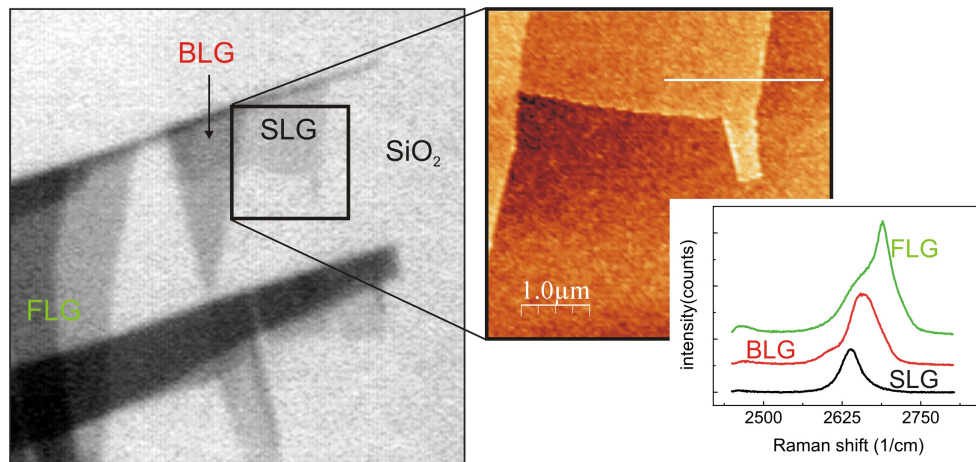 BLG
SLG
SiO₂
FLG
1.0µm
FLG
BLG
SLG
intensity(counts)
2500 2625 2750
Raman shift (1/cm)